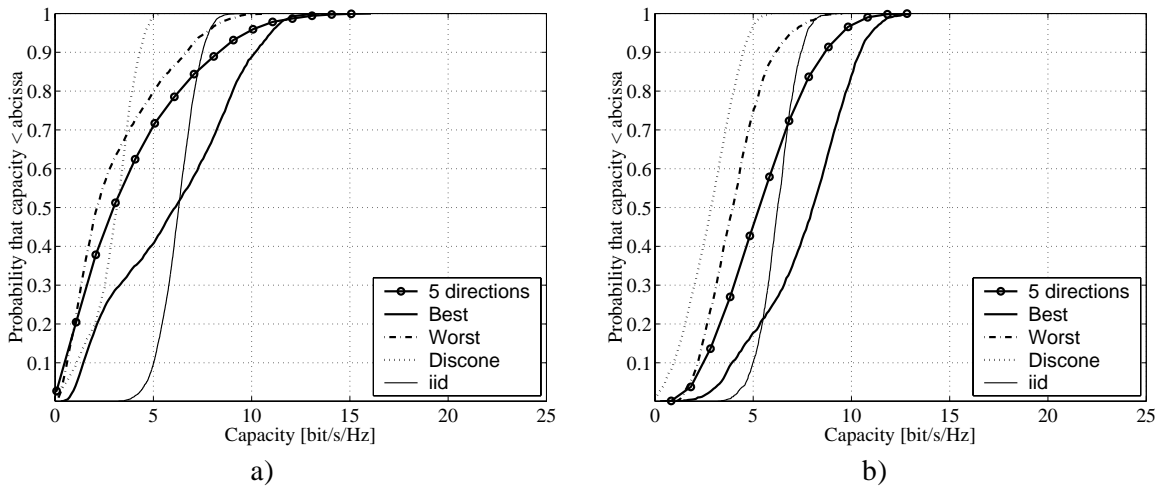 1
0.9
0.8
0.7
0.6
0.5
0.4
0.3
0.2
0.1
0 5 10 15 20 25
Probability that capacity < abcissa
Capacity [bit/s/Hz]
5 directions
Best
Worst
Discone
iid
a)
1
0.9
0.8
0.7
0.6
0.5
0.4
0.3
0.2
0.1
0 5 10 15 20 25
Probability that capacity < abcissa
Capacity [bit/s/Hz]
5 directions
Best
Worst
Discone
iid
b)